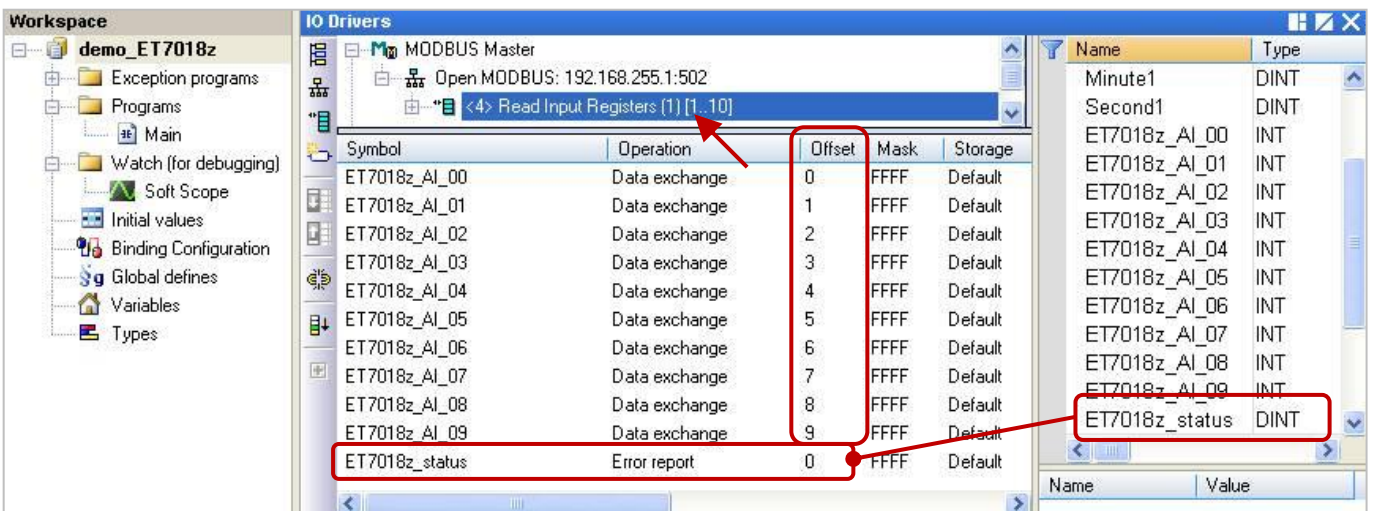 Workspace
demo_ET7018z
Exception programs
Programs
Main
Watch (for debugging)
Soft Scope
Initial values
Binding Configuration
Global defines
Variables
Types
IO Drivers
MODBUS Master
Open MODBUS: 192.168.255.1:502
<4> Read Input Registers (1) [1..10]
Symbol Operation Offset Mask Storage
ET7018z_AI_00 Data exchange 0 FFFF Default
ET7018z_AI_01 Data exchange 1 FFFF Default
ET7018z_AI_02 Data exchange 2 FFFF Default
ET7018z_AI_03 Data exchange 3 FFFF Default
ET7018z_AI_04 Data exchange 4 FFFF Default
ET7018z_AI_05 Data exchange 5 FFFF Default
ET7018z_AI_06 Data exchange 6 FFFF Default
ET7018z_AI_07 Data exchange 7 FFFF Default
ET7018z_AI_08 Data exchange 8 FFFF Default
ET7018z_AI_09 Data exchange 9 FFFF Default
ET7018z_status Error report 0 FFFF Default
Name Type
Minute1 DINT
Second1 DINT
ET7018z_AI_00 INT
ET7018z_AI_01 INT
ET7018z_AI_02 INT
ET7018z_AI_03 INT
ET7018z_AI_04 INT
ET7018z_AI_05 INT
ET7018z_AI_06 INT
ET7018z_AI_07 INT
ET7018z_AI_08 INT
ET7018z_AI_09 INT
ET7018z_status DINT
Name Value